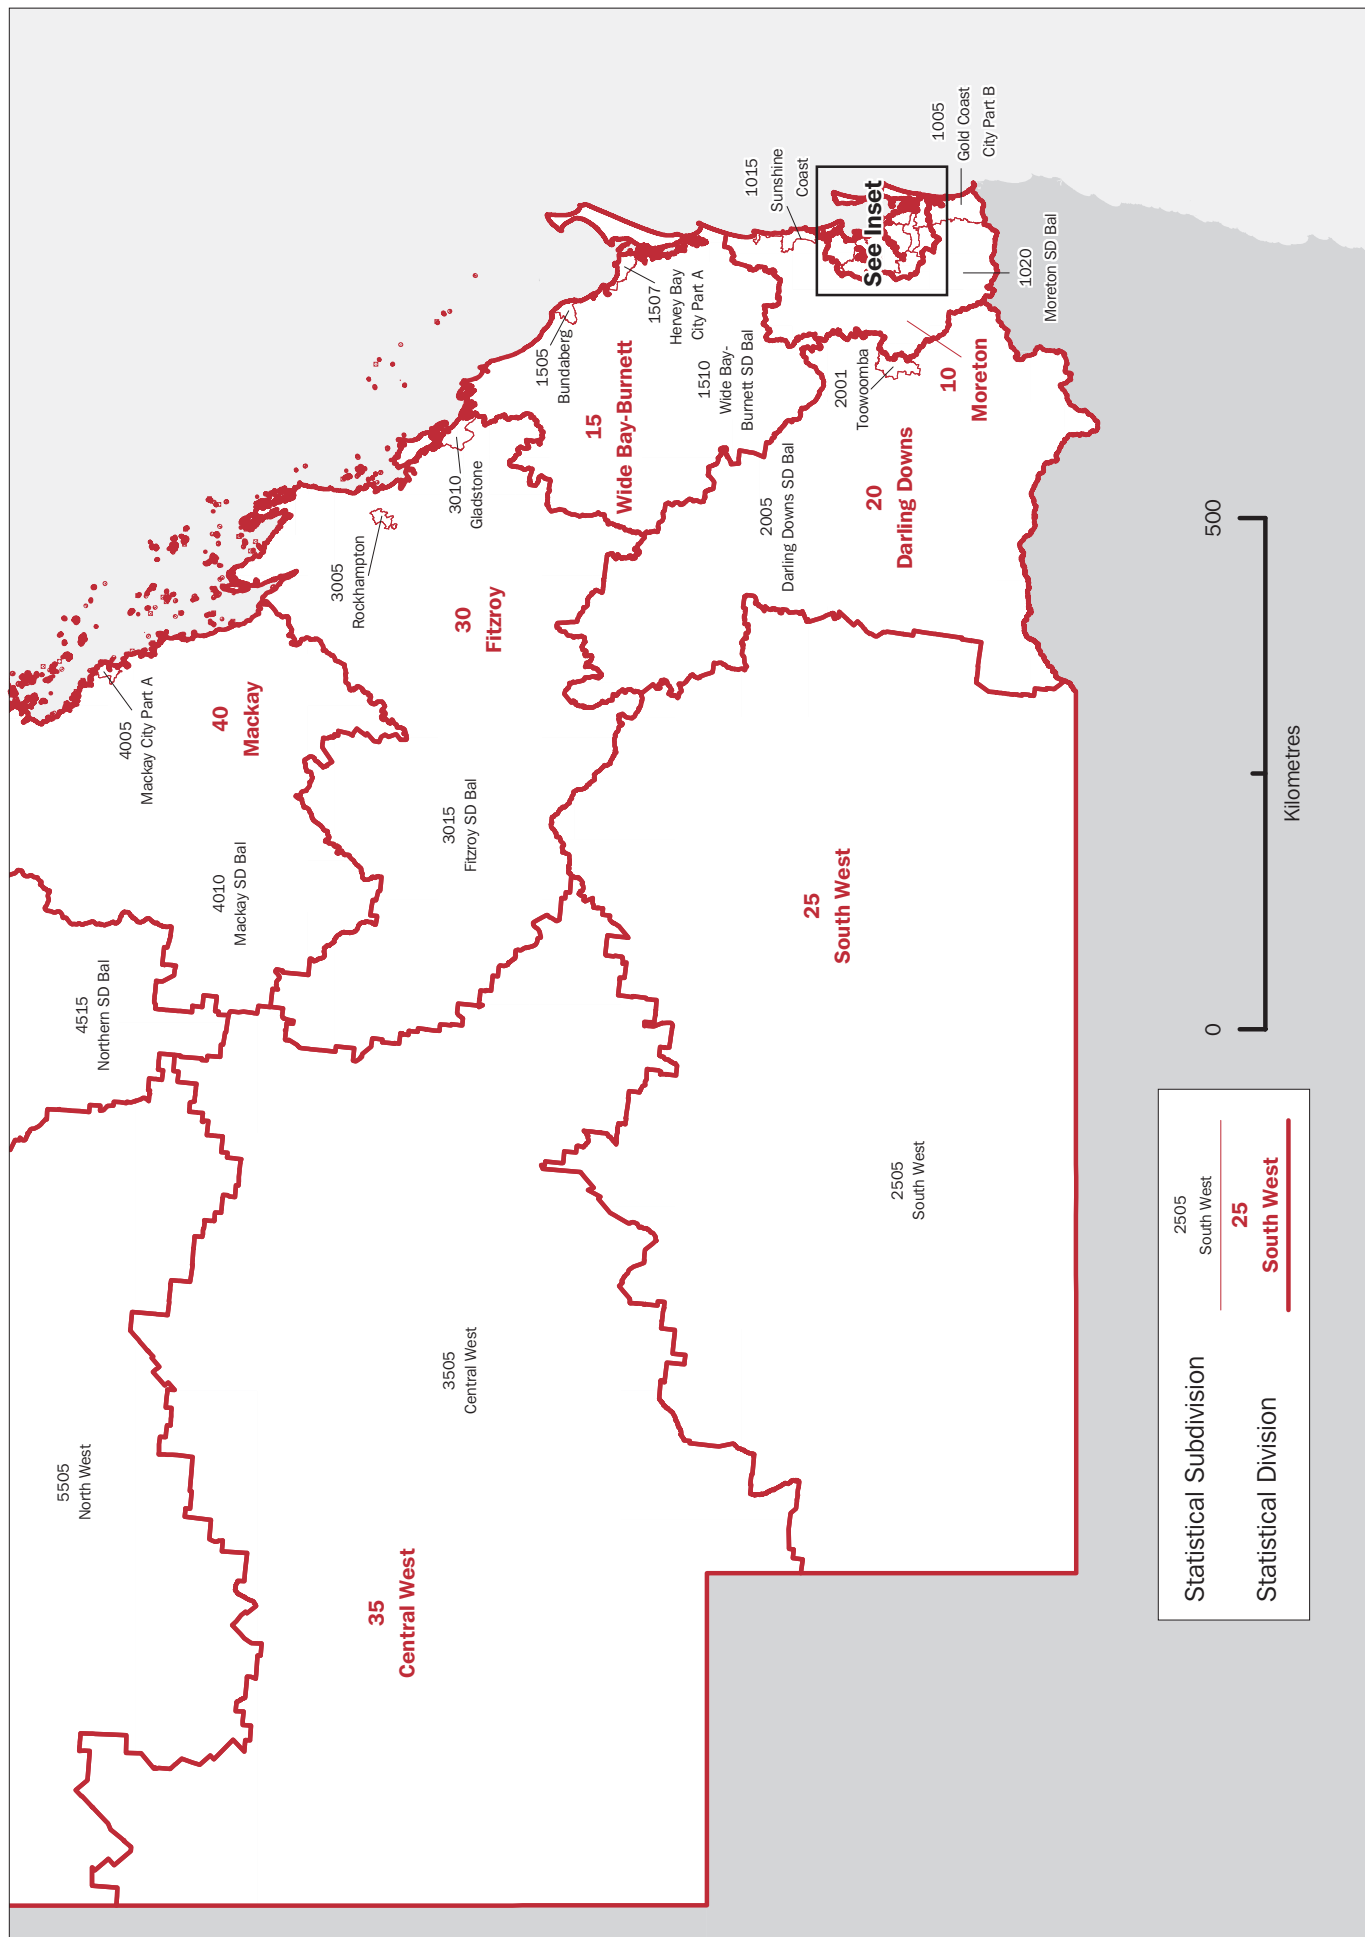 5505
North West
4515
Northern SD Bal
4010
Mackay SD Bal
4005
Mackay City Part A
40
Mackay
35
Central West
3505
Central West
3015
Fitzroy SD Bal
30
Fitzroy
3005
Rockhampton
3010
Gladstone
1505
Bundaberg
15
Wide Bay-Burnett
1507
Hervey Bay
City Part A
1510
Wide Bay-
Burnett SD Bal
1015
Sunshine
Coast
See Inset
1005
Gold Coast
City Part B
1020
Moreton SD Bal
10
Moreton
2001
Toowoomba
20
Darling Downs
2005
Darling Downs SD Bal
25
South West
2505
South West
Statistical Subdivision
2505
South West
Statistical Division
25
South West
0
500
Kilometres